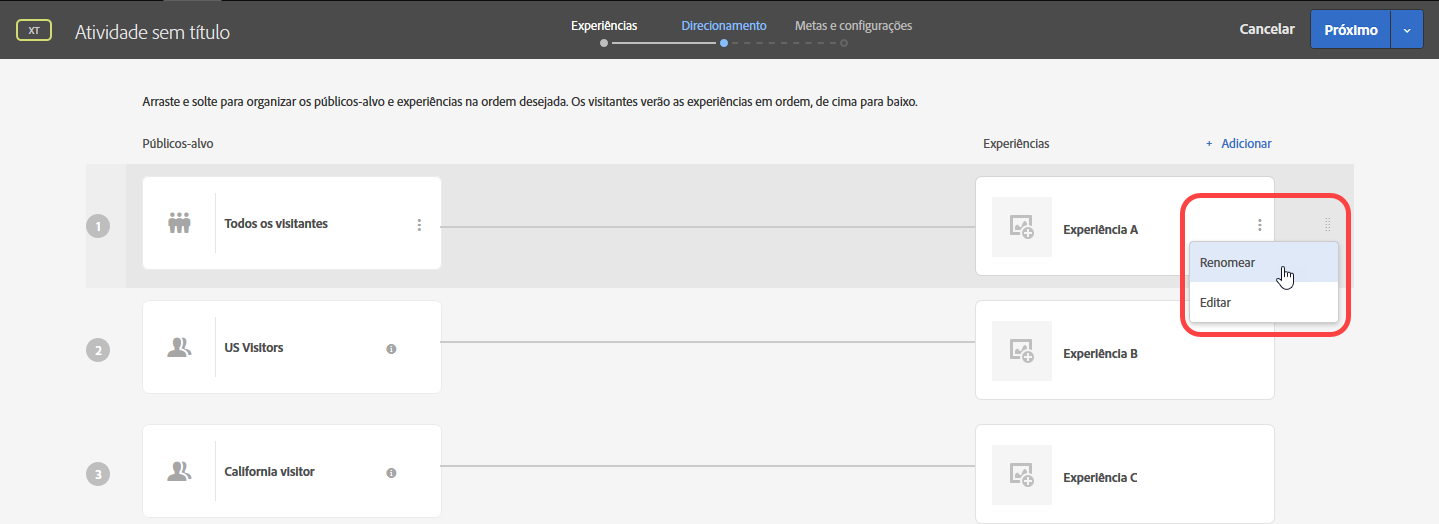 XT
Atividade sem título
Experiências
Direcionamento
Metas e configurações
Cancelar
Próximo
Arraste e solte para organizar os públicos-alvo e experiências na ordem desejada. Os visitantes verão as experiências em ordem, de cima para baixo.
Públicos-alvo
Experiências
+ Adicionar
1
Todos os visitantes
Experiência A
Renomear
Editar
2
US Visitors
Experiência B
3
California visitor
Experiência C